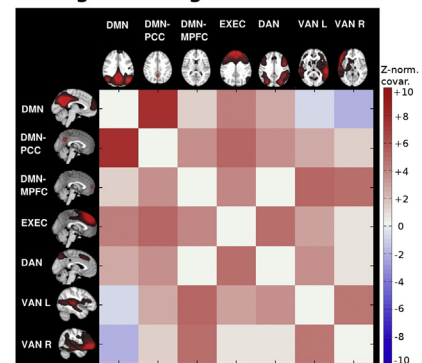 DMN DMN- DMN- EXEC DAN VAN L VAN R
PCC MPFC
Z-norm.
covar.
DMN
DMN-
PCC
DMN-
MPFC
EXEC
DAN
VAN L
VAN R
+10
+8
+6
+4
+2
0
-2
-4
-6
-8
-10